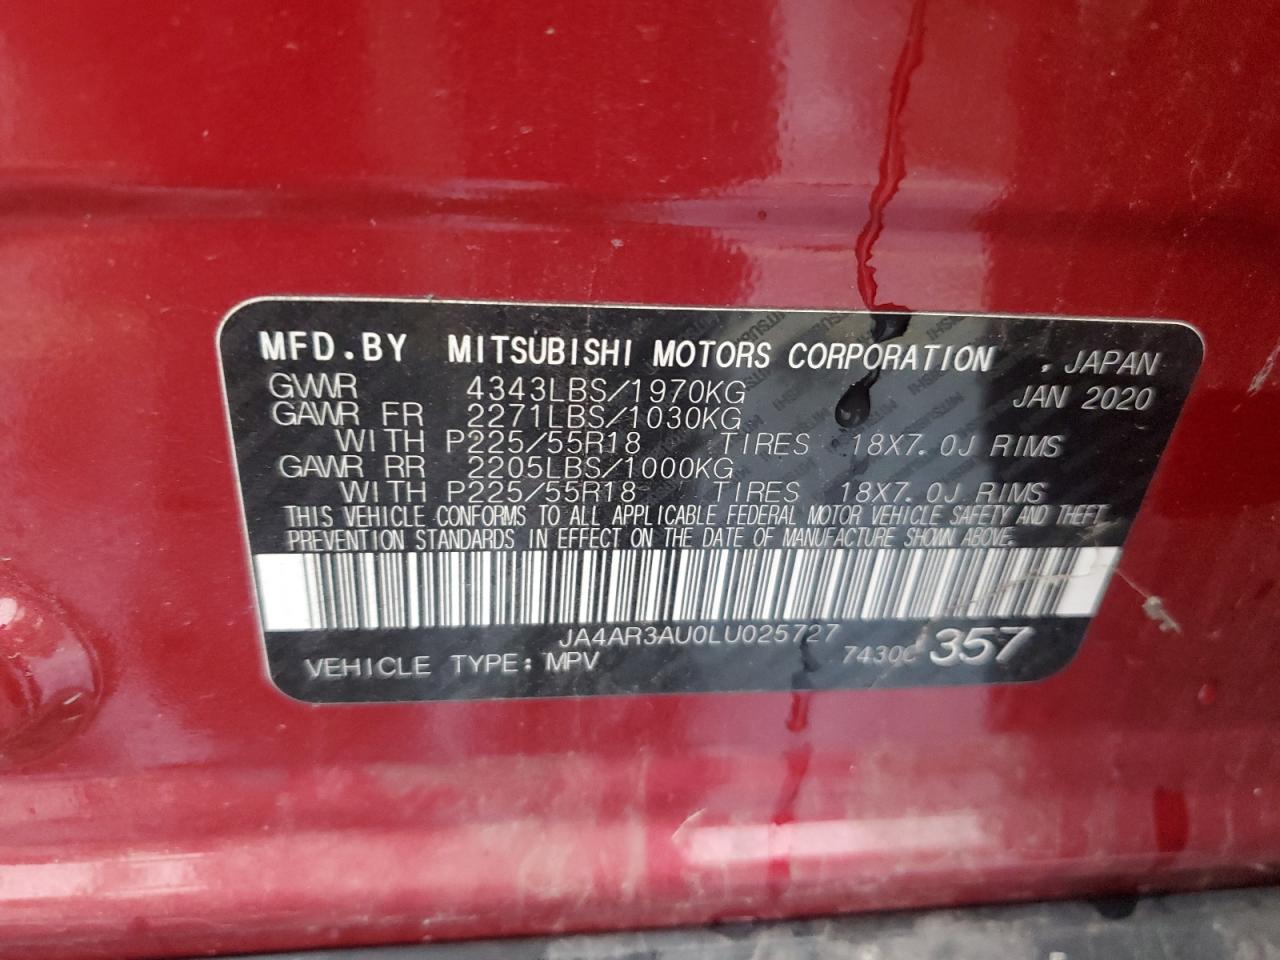 MFD.BY MITSUBISHI MOTORS CORPORATION , JAPAN
GVWR 4343LBS/1970KG JAN 2020
GAWR FR 2271LBS/1030KG
WITH P225/55R18 TIRES 18X7.0J RIMS
GAWR RR 2205LBS/1000KG
WITH P225/55R18 TIRES 18X7.0J RIMS
THIS VEHICLE CONFORMS TO ALL APPLICABLE FEDERAL MOTOR VEHICLE SAFETY AND THEFT
PREVENTION STANDARDS IN EFFECT ON THE DATE OF MANUFACTURE SHOWN ABOVE.
JA4AR3AU0LU025727
VEHICLE TYPE: MPV 7430C 357